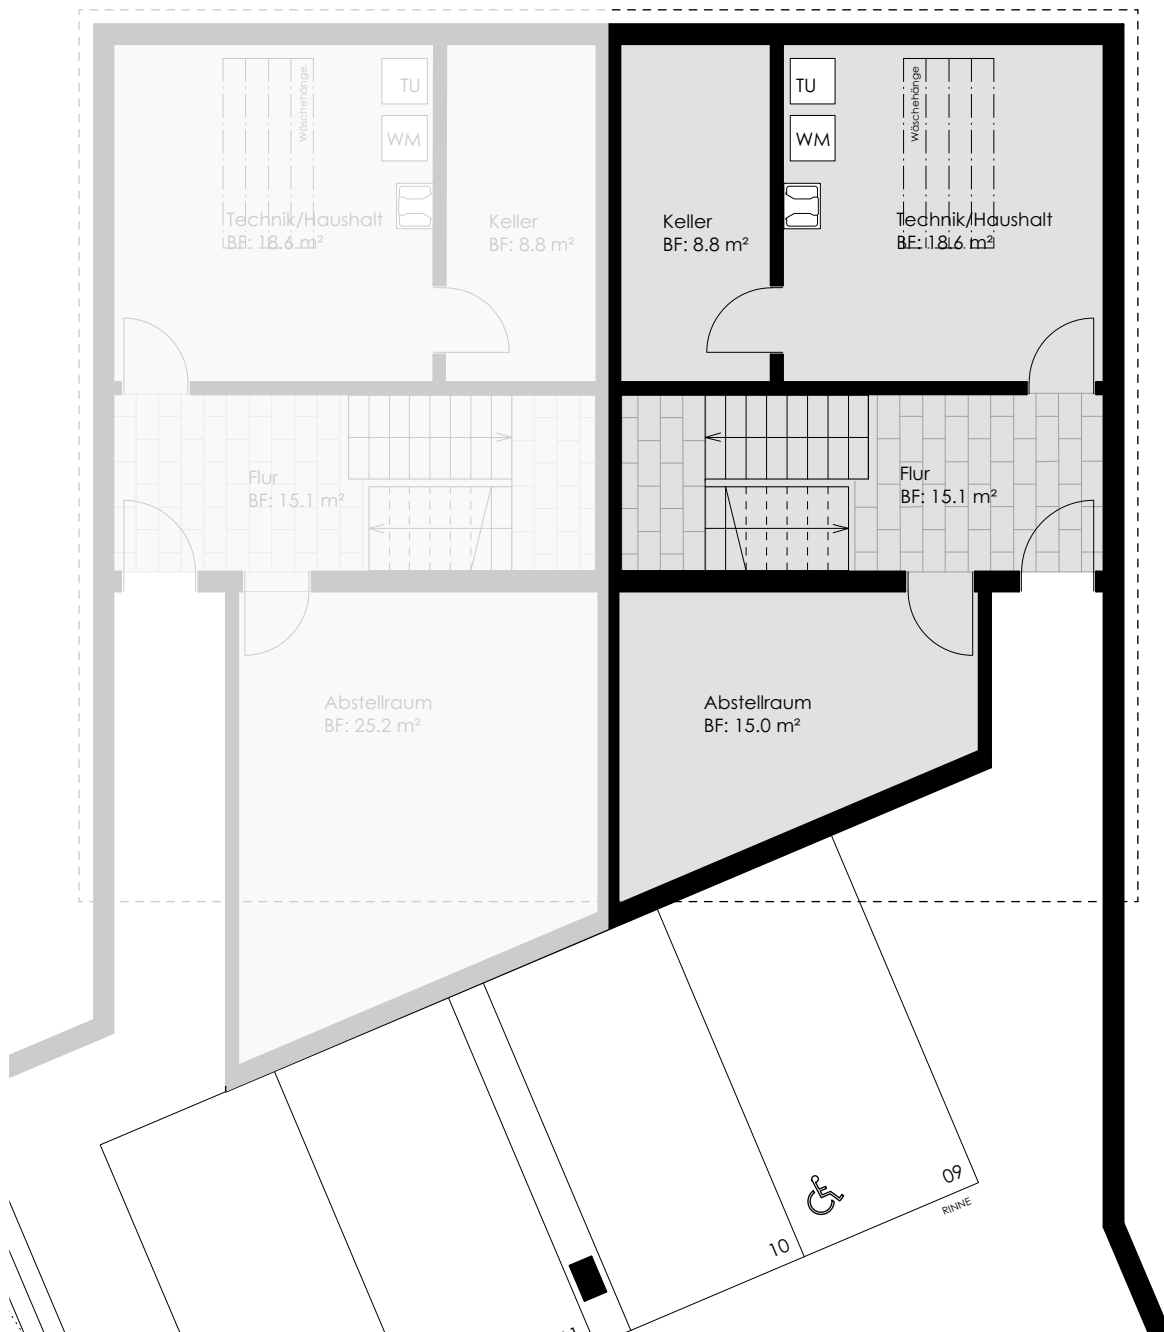 Wäschehänge
TU
WM
Technik/Haushalt
BF: 18.6 m²
Keller
BF: 8.8 m²
Flur
BF: 15.1 m²
Abstellraum
BF: 25.2 m²
TU
WM
Wäschehänge
Keller
BF: 8.8 m²
Technik/Haushalt
BF: 18.6 m²
Flur
BF: 15.1 m²
Abstellraum
BF: 15.0 m²
09
RINNE
10